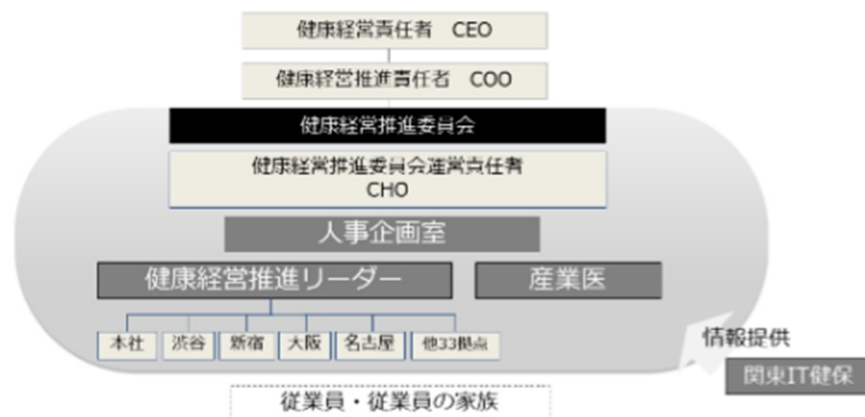 健康経営責任者 CEO
健康経営推進責任者 COO
健康経営推進委員会
健康経営推進委員会運営責任者
CHO
人事企画室
健康経営推進リーダー
産業医
本社
渋谷
新宿
大阪
名古屋
他33拠点
情報提供
関東IT健保
従業員・従業員の家族